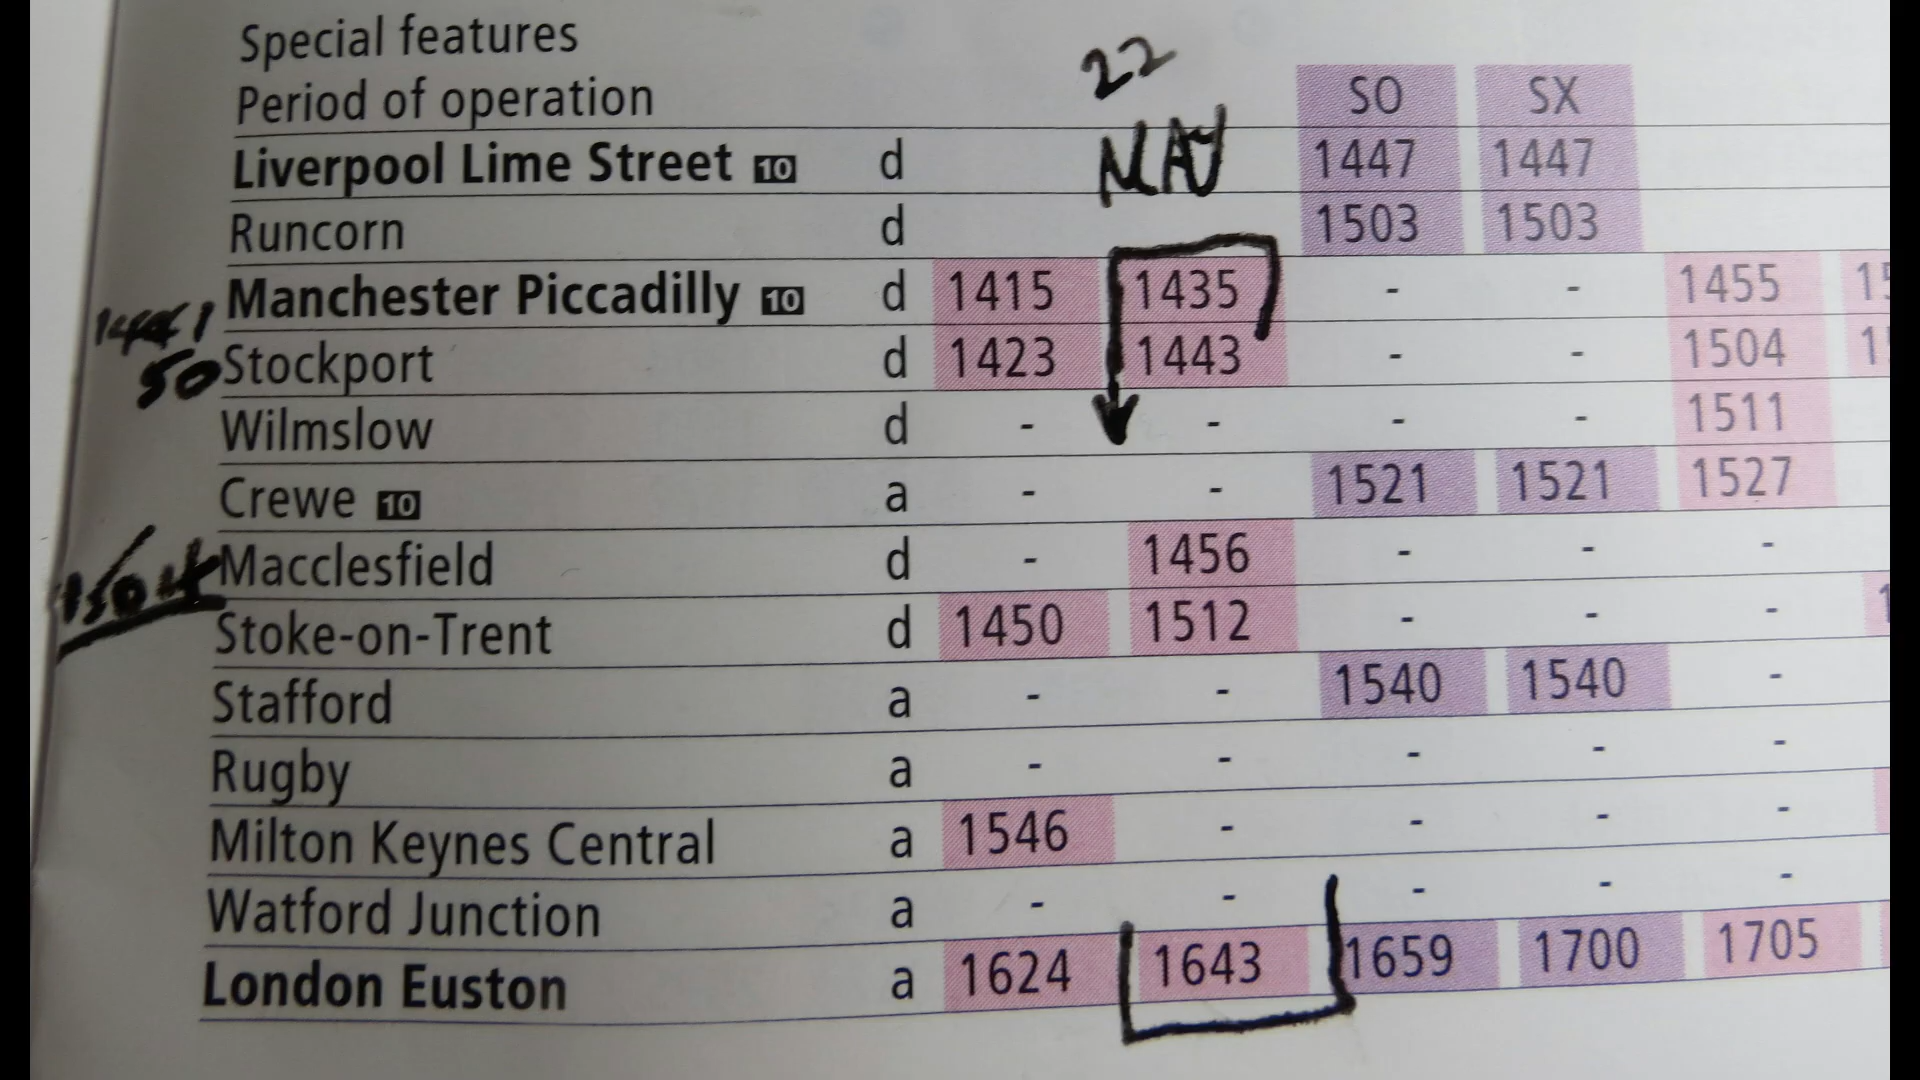 Special features
22
Period of operation SO SX
Liverpool Lime Street 10 d 1447 1447
Runcorn d 1503 1503
Manchester Piccadilly 10 d 1415 1435 - - 1455
Stockport d 1423 1443 - - 1504
50
Wilmslow d - - - - 1511
Crewe 10 a - - 1521 1521 1527
Macclesfield d - 1456 - - -
1504
Stoke-on-Trent d 1450 1512 - - -
Stafford a - - 1540 1540 -
Rugby a - - - - -
Milton Keynes Central a 1546 - - - -
Watford Junction a - - - - -
London Euston a 1624 1643 1659 1700 1705